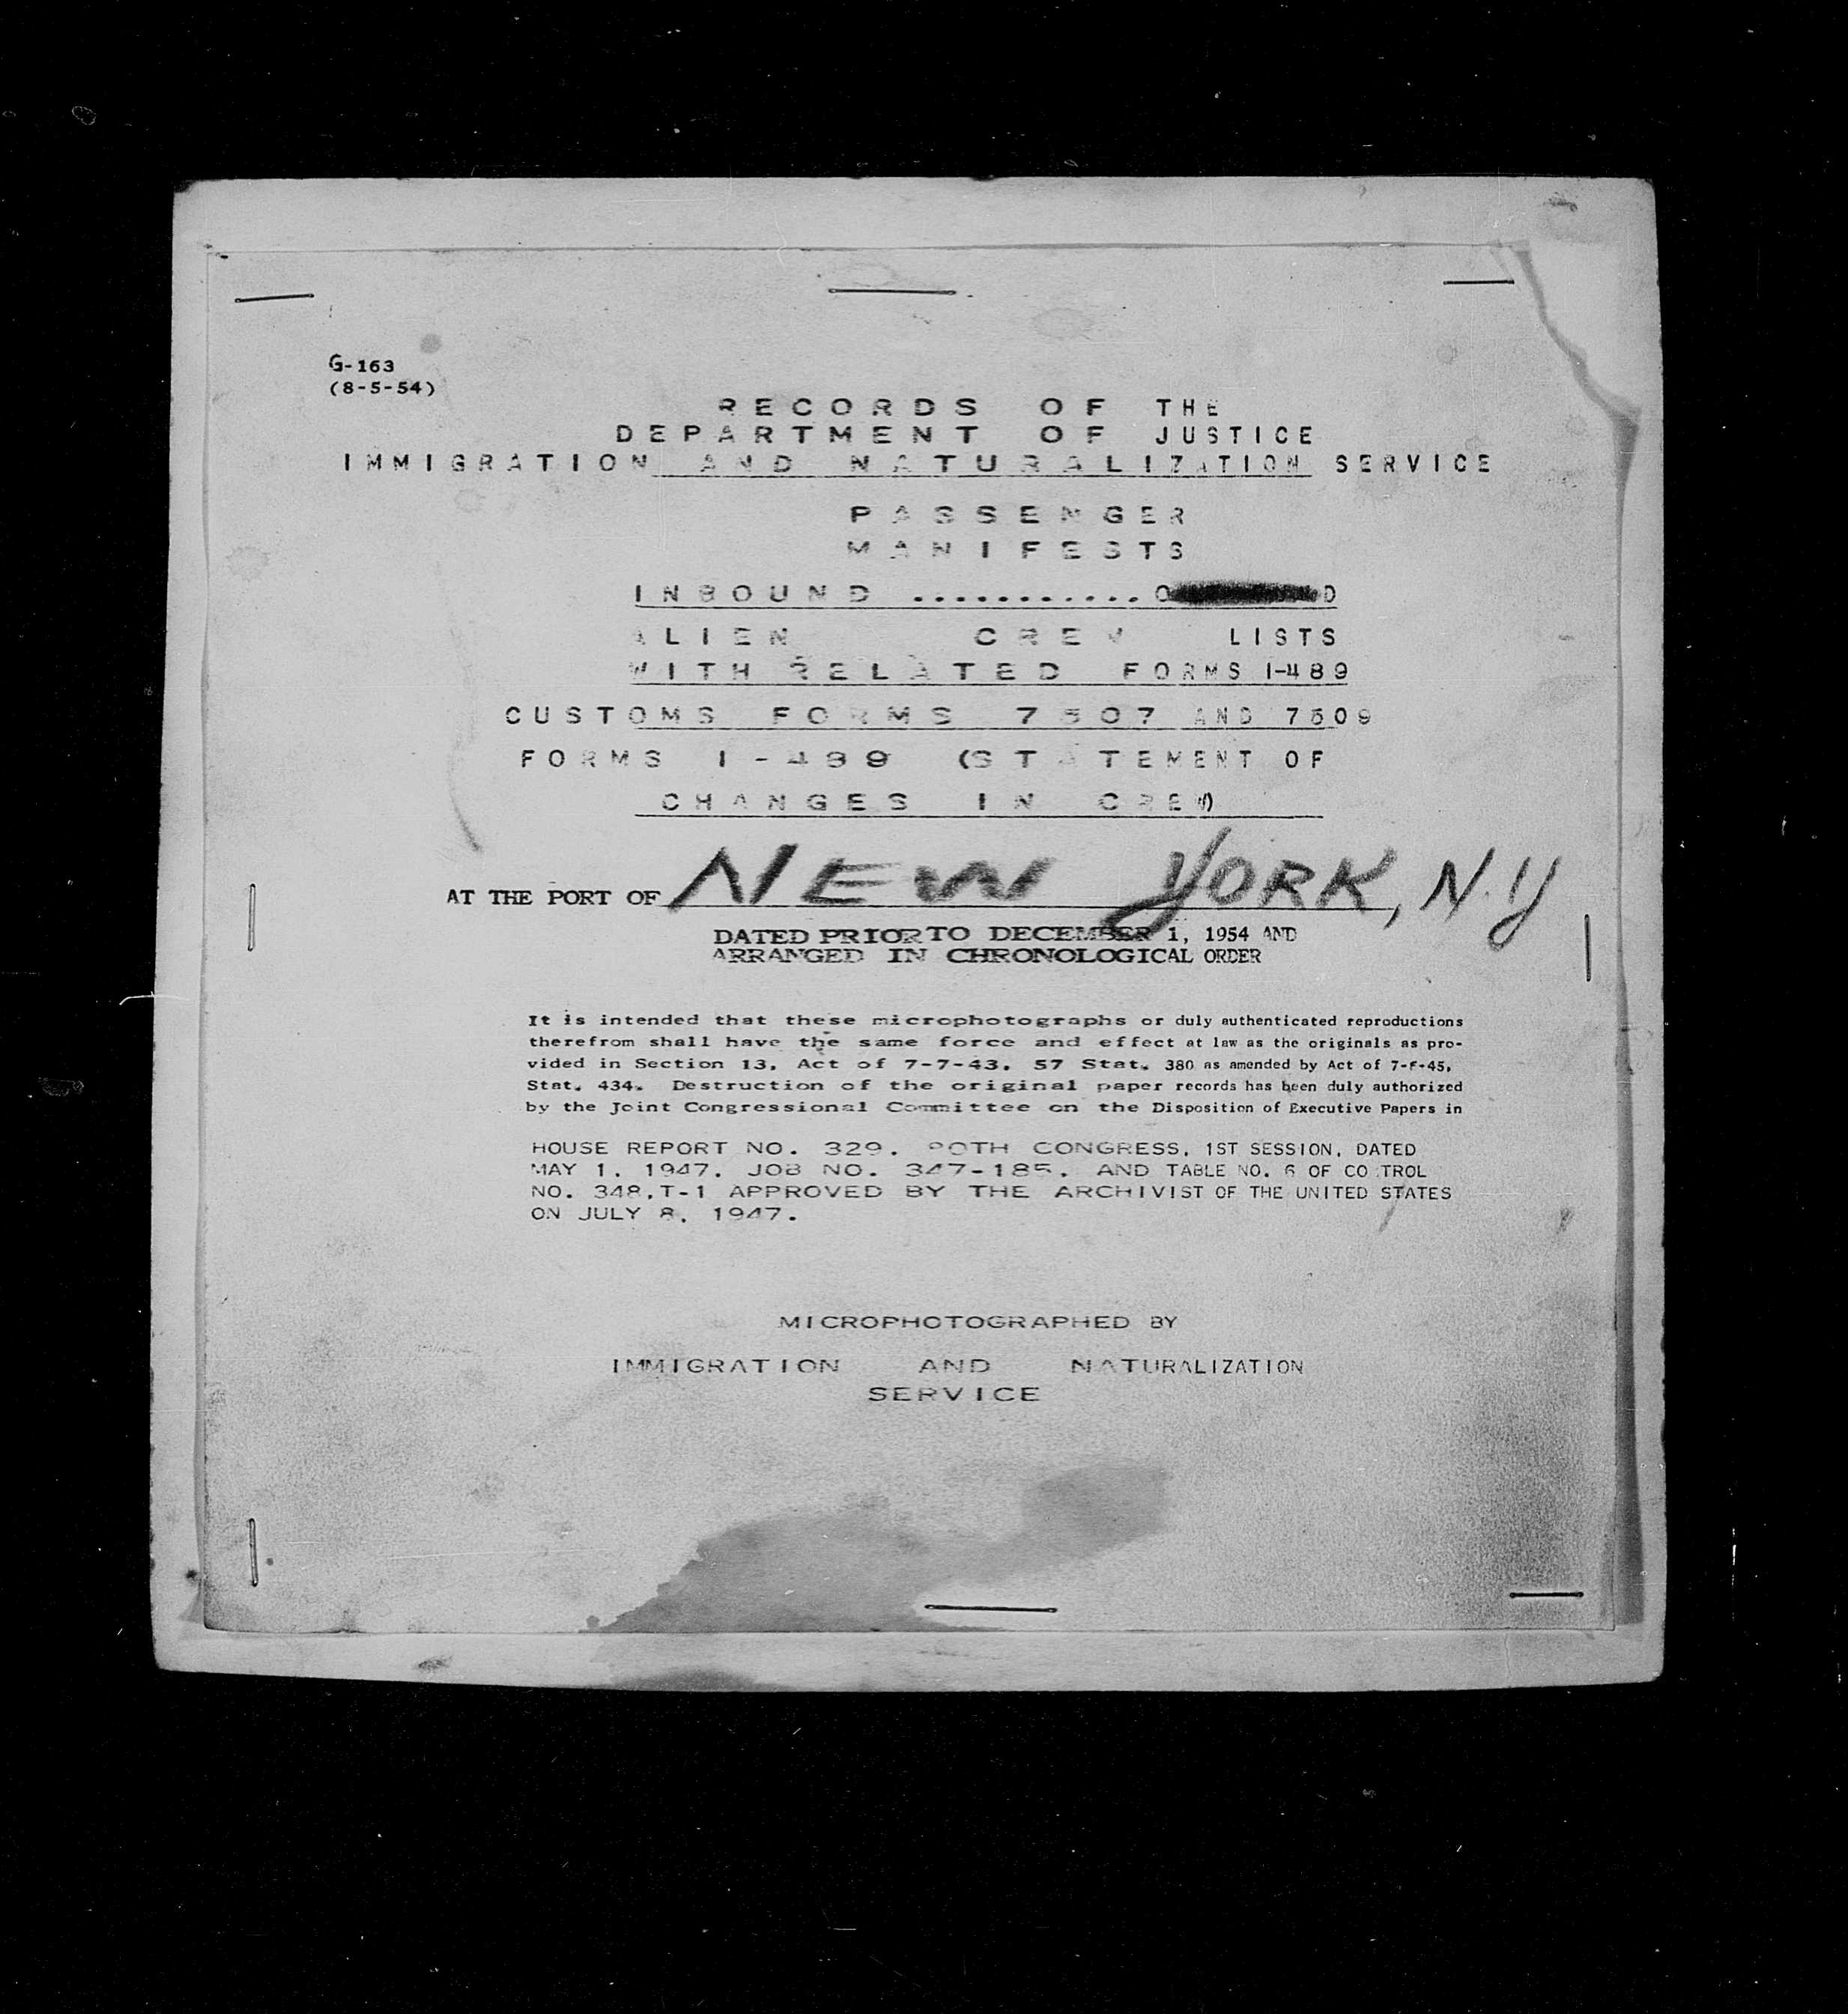 G-163
(8-5-54)
RECORDS OF THE
DEPARTMENT OF JUSTICE
IMMIGRATION AND NATURALIZATION SERVICE
PASSENGER
MANIFESTS
INBOUND ...........
ALIEN CREW LISTS
WITH RELATED FORMS I-489
CUSTOMS FORMS 7507 AND 7509
FORMS I-489 (STATEMENT OF
CHANGES IN CREW)
AT THE PORT OF NEW YORK, N.Y
DATED PRIOR TO DECEMBER 1, 1954 AND
ARRANGED IN CHRONOLOGICAL ORDER
It is intended that these microphotographs or duly authenticated reproductions
therefrom shall have the same force and effect at law as the originals as pro-
vided in Section 13, Act of 7-7-43, 57 Stat. 380 as amended by Act of
Stat. 434. Destruction of the original paper records has been duly authorized
by the Joint Congressional Committee on the Disposition of Executive Papers in
HOUSE REPORT NO. 329, 80TH CONGRESS, 1ST SESSION, DATED
MAY 1, 1947, JOB NO. 347-185, AND TABLE NO. 6 OF CONTROL
NO. 348,T-1 APPROVED BY THE ARCHIVIST OF THE UNITED STATES
ON JULY 8, 1947.
MICROPHOTOGRAPHED BY
IMMIGRATION AND NATURALIZATION
SERVICE